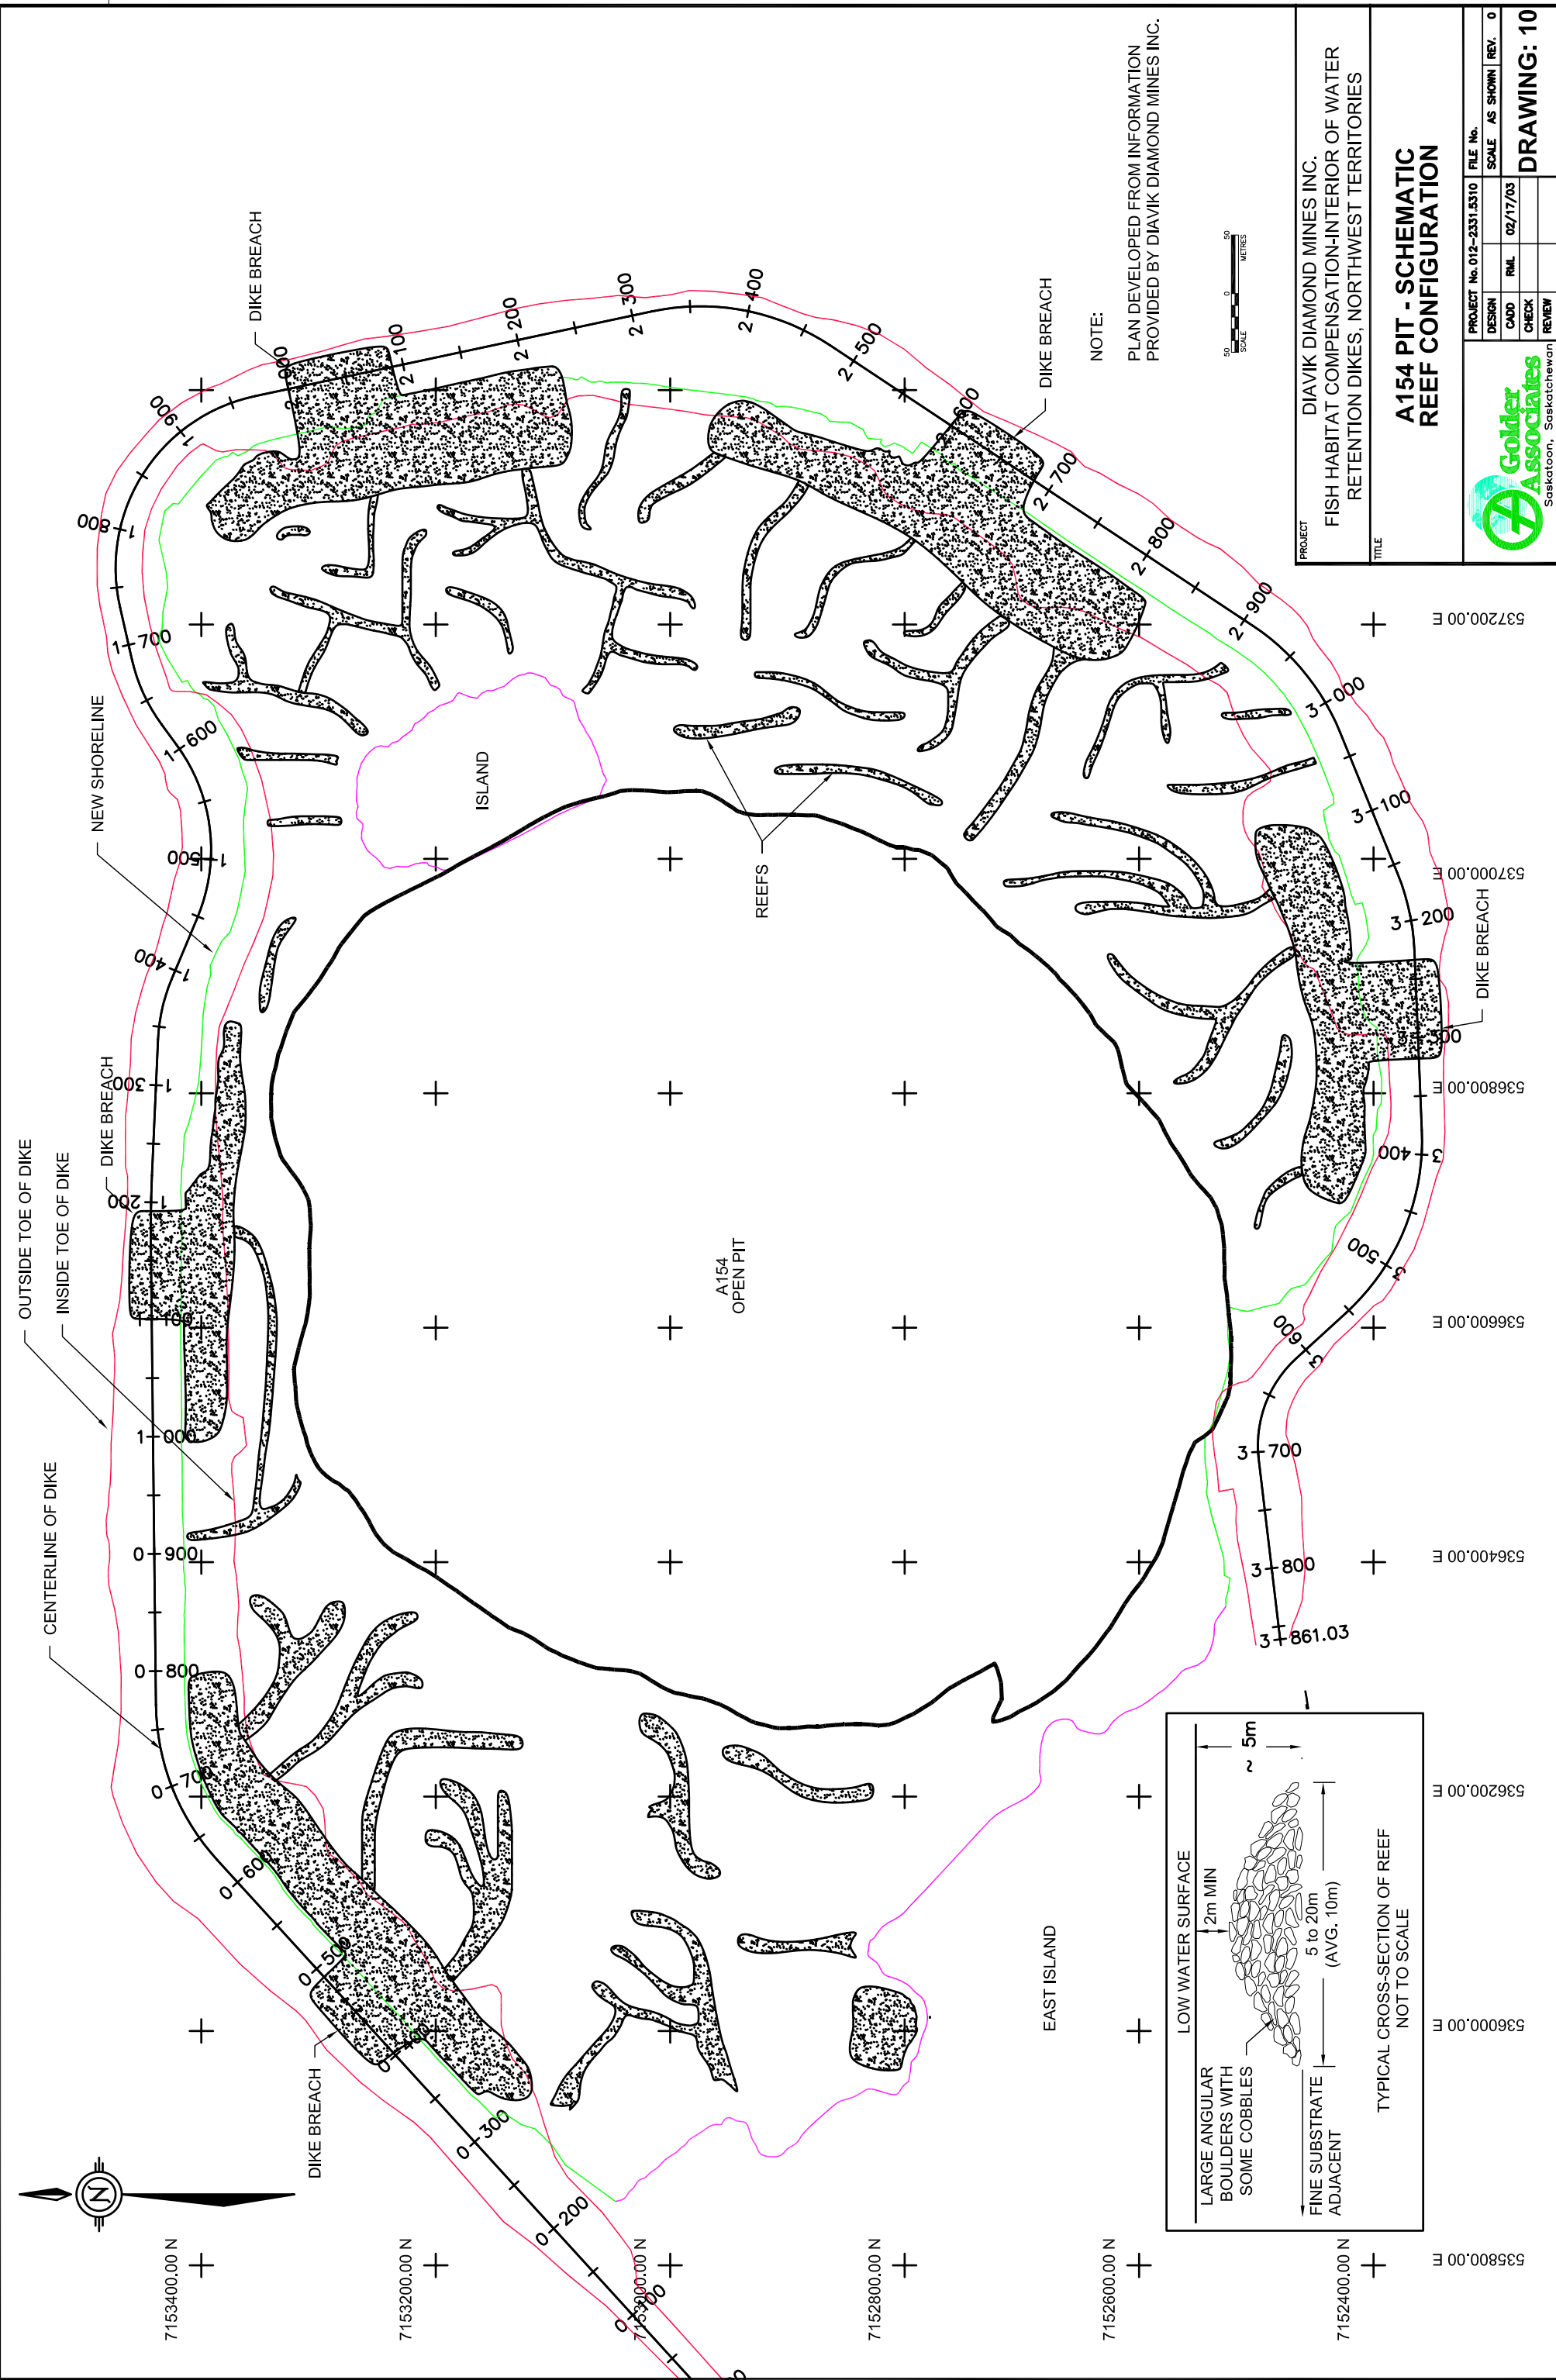 OUTSIDE TOE OF DIKE
INSIDE TOE OF DIKE
CENTERLINE OF DIKE
NEW SHORELINE
DIKE BREACH
DIKE BREACH
DIKE BREACH
DIKE BREACH
DIKE BREACH
ISLAND
REEFS
A154
OPEN PIT
EAST ISLAND
N
0+100
0+200
0+300
0+400
0+500
0+600
0+700
0+800
0+900
1+000
1+100
1+200
1+300
1+400
1+500
1+600
1+700
1+800
1+900
2+000
2+100
2+200
2+300
2+400
2+500
2+600
2+700
2+800
2+900
3+000
3+100
3+200
3+300
3+400
3+500
3+600
3+700
3+800
3+861.03
7153400.00 N
7153200.00 N
7153000.00 N
7152800.00 N
7152600.00 N
7152400.00 N
535800.00 E
536000.00 E
536200.00 E
536400.00 E
536600.00 E
536800.00 E
537000.00 E
537200.00 E
LOW WATER SURFACE
2m MIN
~ 5m
LARGE ANGULAR
BOULDERS WITH
SOME COBBLES
5 to 20m
(AVG. 10m)
FINE SUBSTRATE
ADJACENT
TYPICAL CROSS-SECTION OF REEF
NOT TO SCALE
NOTE:
PLAN DEVELOPED FROM INFORMATION
PROVIDED BY DIAVIK DIAMOND MINES INC.
50 0 50
SCALE METRES
PROJECT
DIAVIK DIAMOND MINES INC.
FISH HABITAT COMPENSATION-INTERIOR OF WATER
RETENTION DIKES, NORTHWEST TERRITORIES
TITLE
A154 PIT - SCHEMATIC
REEF CONFIGURATION
Golder
Associates
Saskatoon, Saskatchewan
PROJECT No. 012-2331.5310 FILE No.
DESIGN SCALE AS SHOWN REV. 0
CADD RML 02/17/03
CHECK
REVIEW
DRAWING: 10